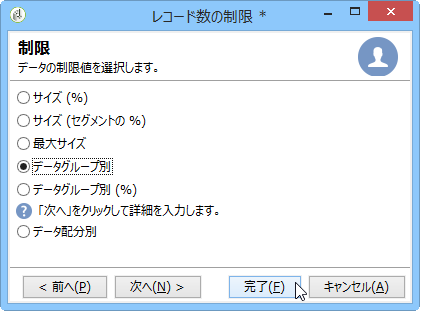 レコード数の制限 *
制限
データの制限値を選択します。
サイズ (%)
サイズ (セグメントの %)
最大サイズ
データグループ別
データグループ別 (%)
「次へ」をクリックして詳細を入力します。
データ配分別
< 前へ(P)
次へ(N) >
完了(F)
キャンセル(A)